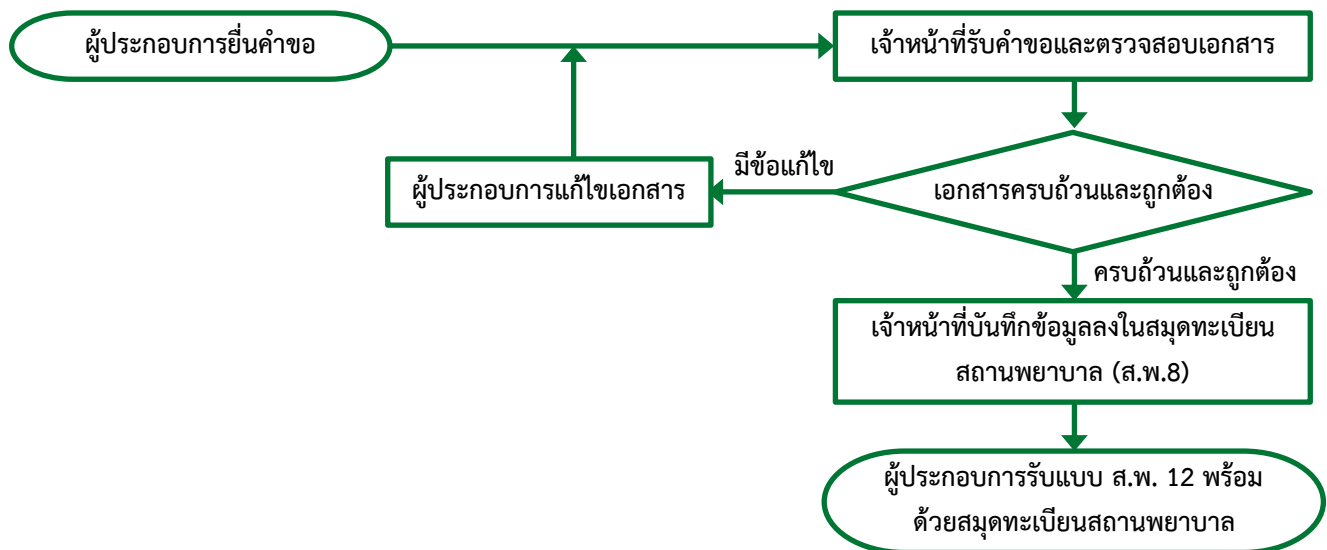 ผู้ประกอบการยื่นคำขอ
เจ้าหน้าที่รับคำขอและตรวจสอบเอกสาร
มีข้อแก้ไข
ผู้ประกอบการแก้ไขเอกสาร
เอกสารครบถ้วนและถูกต้อง
ครบถ้วนและถูกต้อง
เจ้าหน้าที่บันทึกข้อมูลลงในสมุดทะเบียน
สถานพยาบาล (ส.พ.8)
ผู้ประกอบการรับแบบ ส.พ. 12 พร้อม
ด้วยสมุดทะเบียนสถานพยาบาล